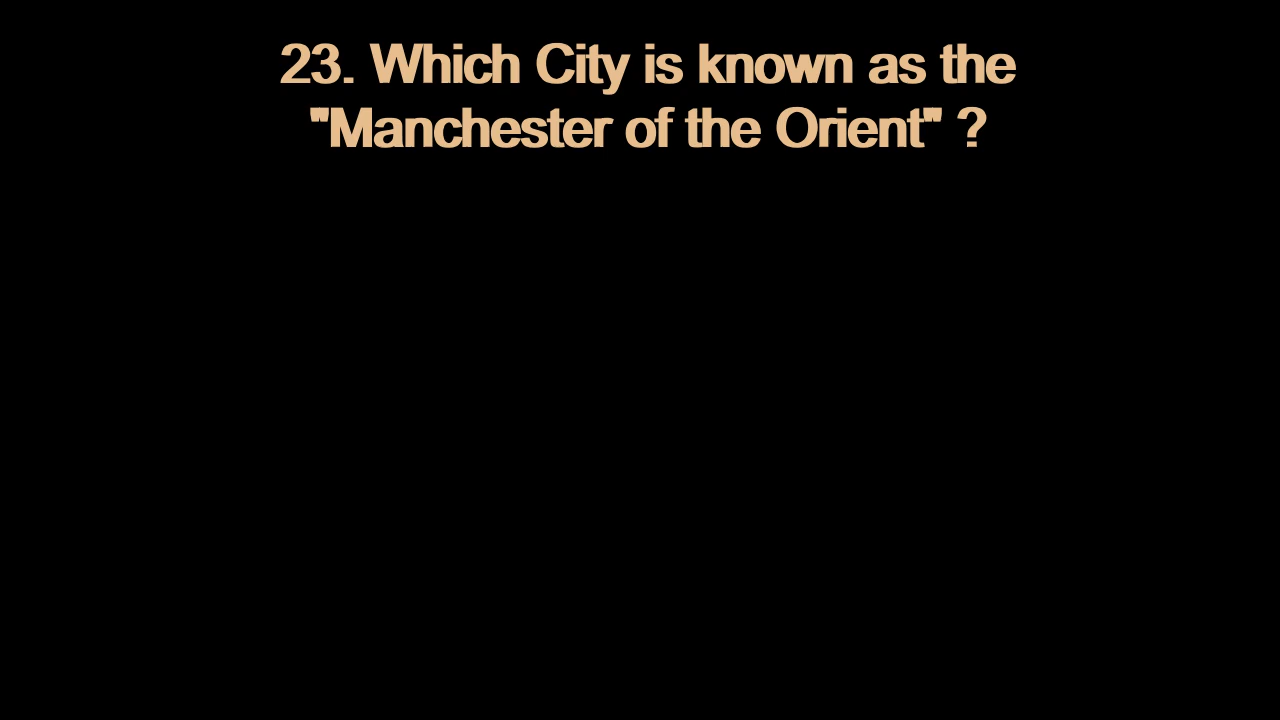 23. Which City is known as the
"Manchester of the Orient" ?